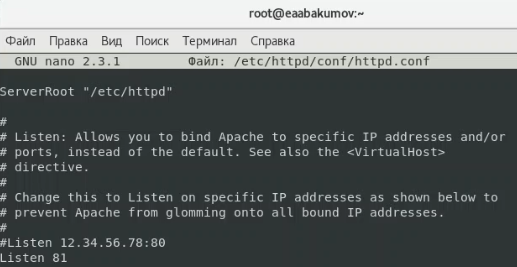 root@eaabakumov:~
Файл Правка Вид Поиск Терминал Справка
GNU nano 2.3.1 Файл: /etc/httpd/conf/httpd.conf
ServerRoot "/etc/httpd"
#
# Listen: Allows you to bind Apache to specific IP addresses and/or
# ports, instead of the default. See also the <VirtualHost>
# directive.
#
# Change this to Listen on specific IP addresses as shown below to
# prevent Apache from glomming onto all bound IP addresses.
#
#Listen 12.34.56.78:80
Listen 81